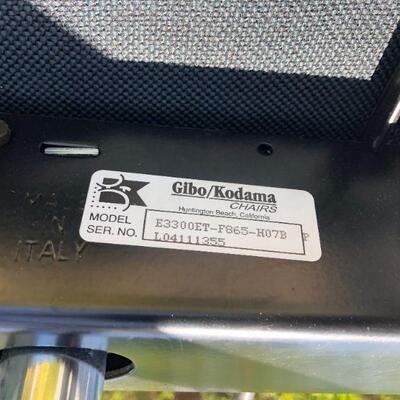 Gibo/Kodama
CHAIRS
Huntington Beach, California
MODEL E3300ET-F865-H07B P
SER. NO. L04111355
MADE
IN
ITALY